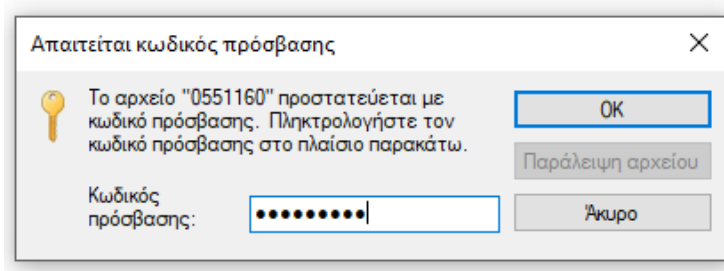 Απαιτείται κωδικός πρόσβασης
Το αρχείο "0551160" προστατεύεται με
κωδικό πρόσβασης. Πληκτρολογήστε τον
κωδικό πρόσβασης στο πλαίσιο παρακάτω.
Κωδικός
πρόσβασης:
●●●●●●●●●
OK
Παράλειψη αρχείου
Άκυρο